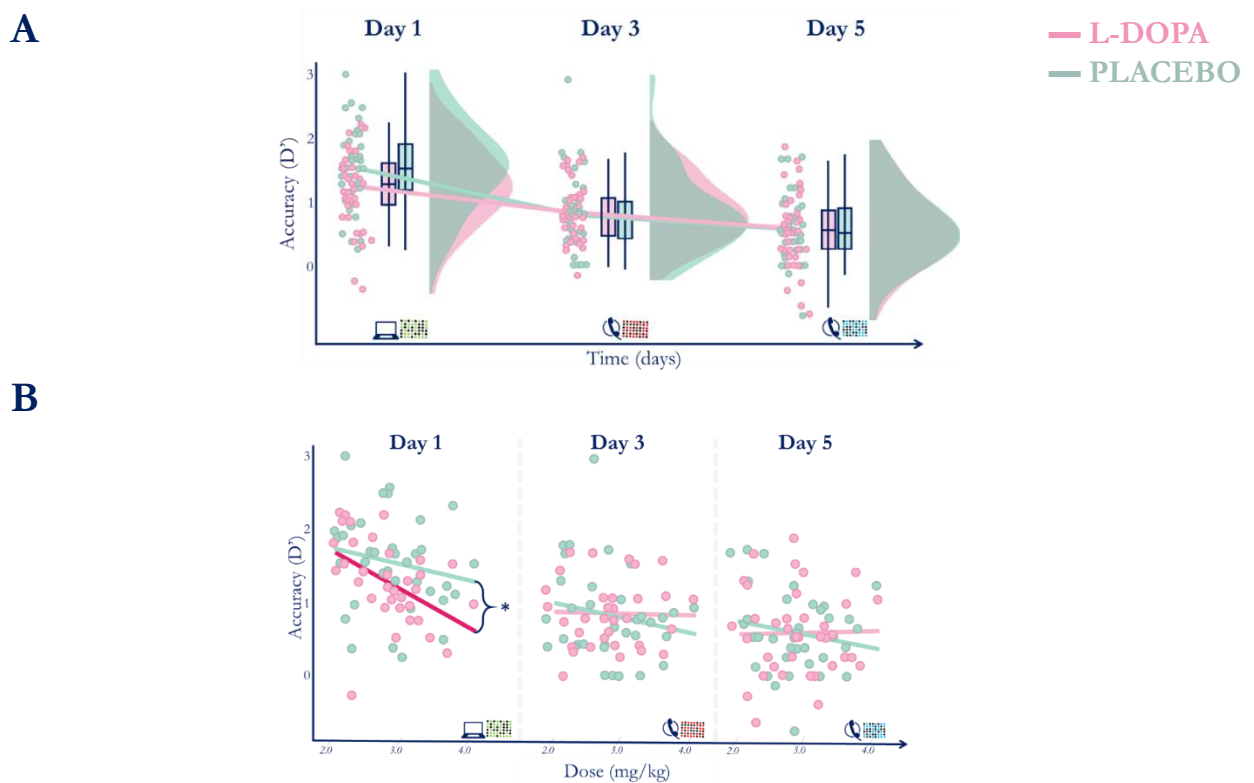 A
Day 1
Day 3
Day 5
L-DOPA
PLACEBO
Accuracy (D')
3
2
1
0
Time (days)
B
Day 1
Day 3
Day 5
Accuracy (D')
3
2
1
0
*
2.0 3.0 4.0 2.0 3.0 4.0 2.0 3.0 4.0
Dose (mg/kg)